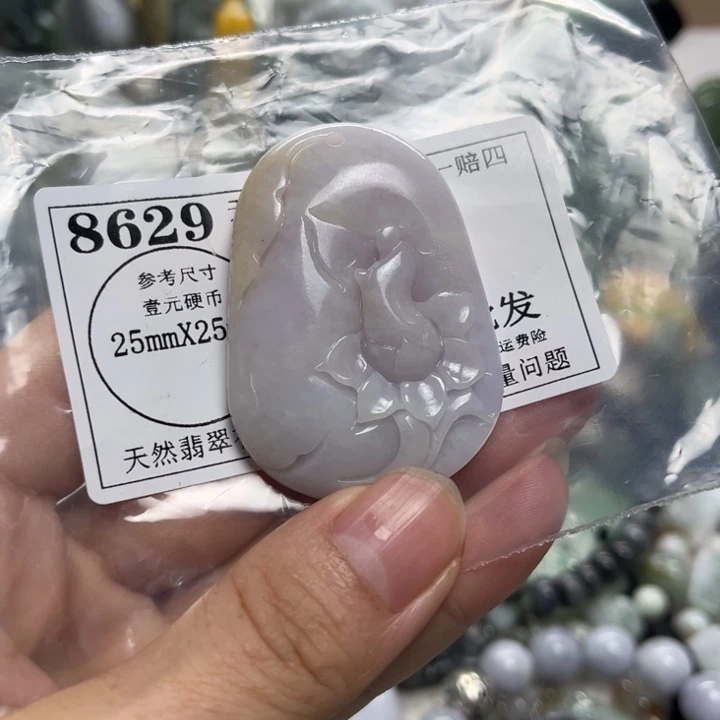 8629
一赔四
参考尺寸
壹元硬币
25mmX25
天然翡翠
批发
运费险
量问题